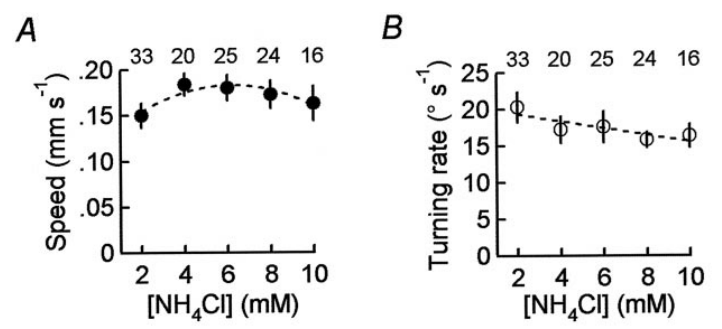 A
33 20 25 24 16
.20
.15
.10
.05
0
Speed (mm s⁻¹)
2 4 6 8 10
[NH₄Cl] (mM)
B
33 20 25 24 16
25
20
15
10
5
0
Turning rate (° s⁻¹)
2 4 6 8 10
[NH₄Cl] (mM)